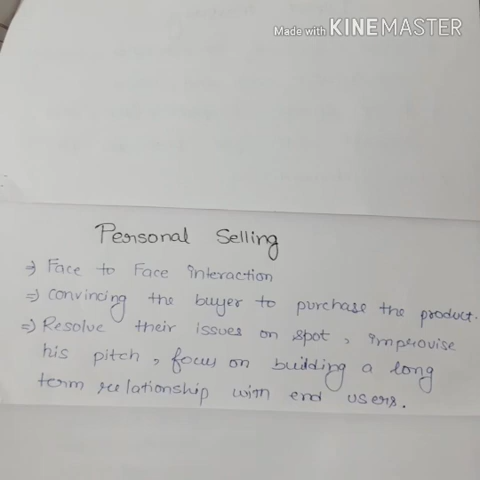 Made with KINEMASTER
Personal Selling
⇒ Face to Face interaction
⇒ convincing the buyer to purchase the product.
⇒ Resolve their issues on spot, improvise
his pitch, focus on building a long
term relationship with end users.